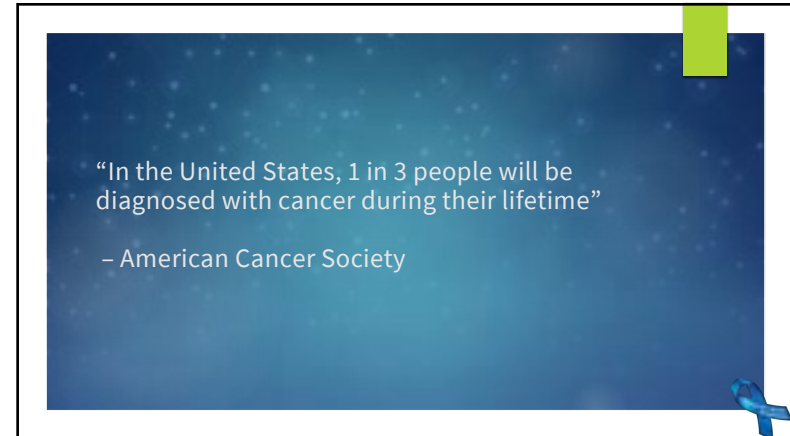 “In the United States, 1 in 3 people will be
diagnosed with cancer during their lifetime”
– American Cancer Society